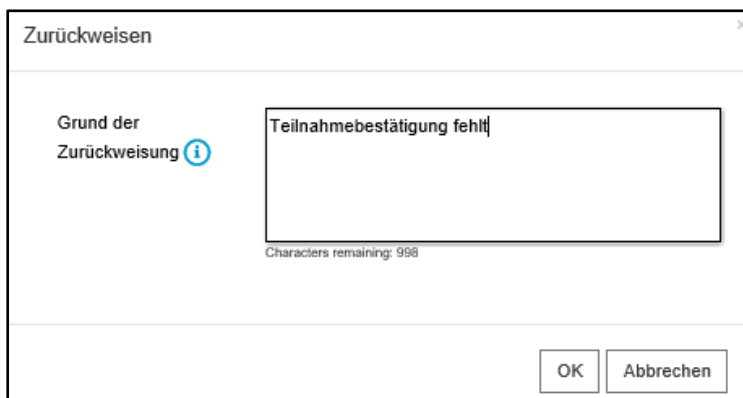 Zurückweisen
Grund der
Zurückweisung
Teilnahmebestätigung fehlt
Characters remaining: 998
OK
Abbrechen